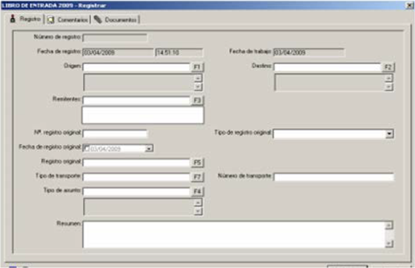 LIBRO DE ENTRADA 2009 - Registrar
Registro Comentarios Documentos
Número de registro
Fecha de registro 03/04/2009 14:51:10 Fecha de trabajo 03/04/2009
Origen F1 Destino F2
Remitentes F3
Nº. registro original Tipo de registro original
Fecha de registro original 03/04/2009
Registro original F5
Tipo de transporte F7 Número de transporte
Tipo de asunto F4
Resumen